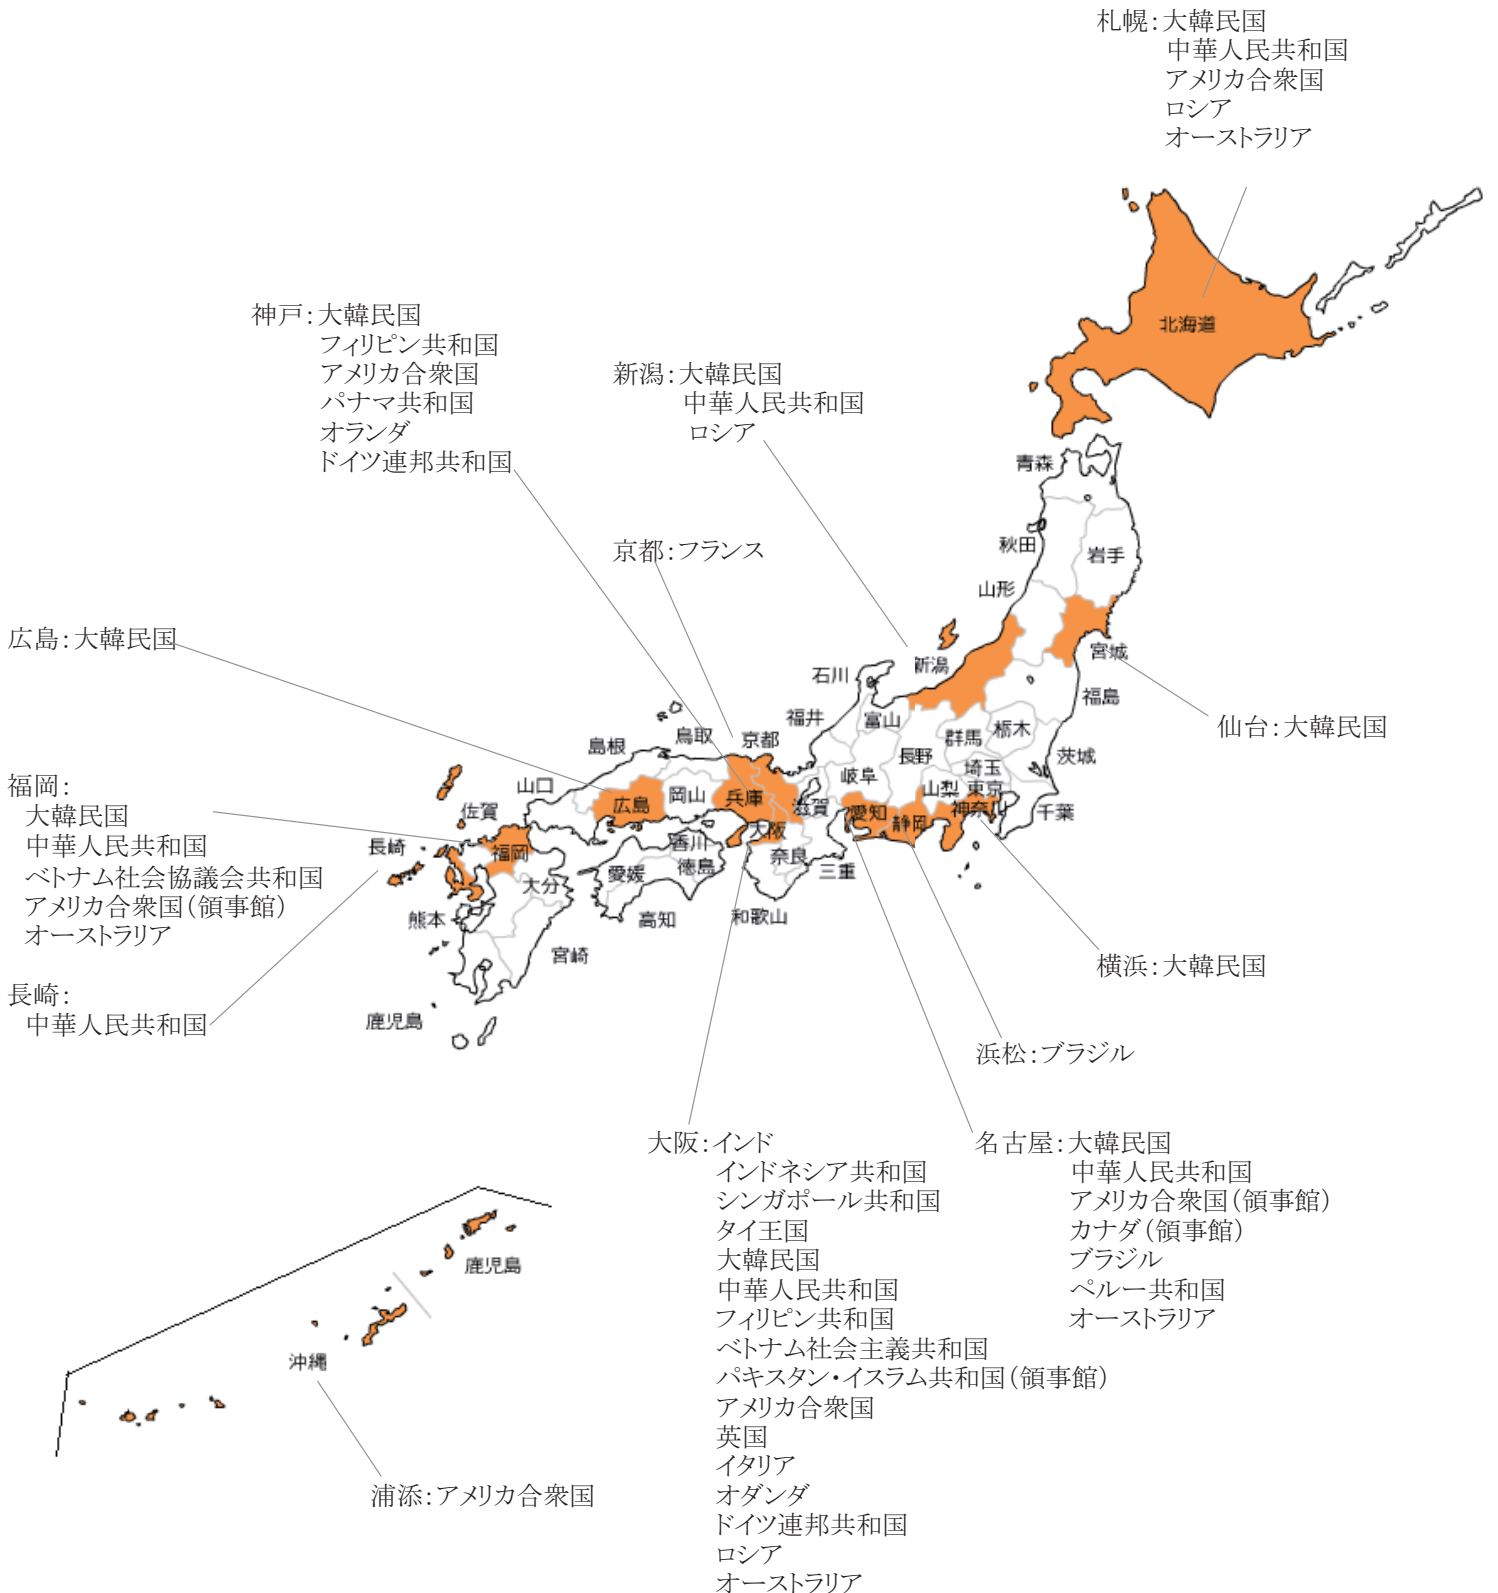 札幌：大韓民国
中華人民共和国
アメリカ合衆国
ロシア
オーストラリア
神戸：大韓民国
フィリピン共和国
アメリカ合衆国
パナマ共和国
オランダ
ドイツ連邦共和国
新潟：大韓民国
中華人民共和国
ロシア
京都：フランス
広島：大韓民国
仙台：大韓民国
福岡：
大韓民国
中華人民共和国
ベトナム社会協議会共和国
アメリカ合衆国（領事館）
オーストラリア
長崎：
中華人民共和国
横浜：大韓民国
浜松：ブラジル
大阪：インド
インドネシア共和国
シンガポール共和国
タイ王国
大韓民国
中華人民共和国
フィリピン共和国
ベトナム社会主義共和国
パキスタン・イスラム共和国（領事館）
アメリカ合衆国
英国
イタリア
オダンダ
ドイツ連邦共和国
ロシア
オーストラリア
名古屋：大韓民国
中華人民共和国
アメリカ合衆国（領事館）
カナダ（領事館）
ブラジル
ペルー共和国
オーストラリア
浦添：アメリカ合衆国
北海道
青森
秋田
岩手
山形
宮城
新潟
福島
石川
富山
福井
群馬
栃木
茨城
長野
埼玉
岐阜
山梨
東京
千葉
神奈川
愛知
静岡
滋賀
三重
京都
鳥取
島根
兵庫
岡山
広島
山口
大阪
奈良
和歌山
香川
徳島
愛媛
高知
佐賀
長崎
福岡
大分
熊本
宮崎
鹿児島
鹿児島
沖縄